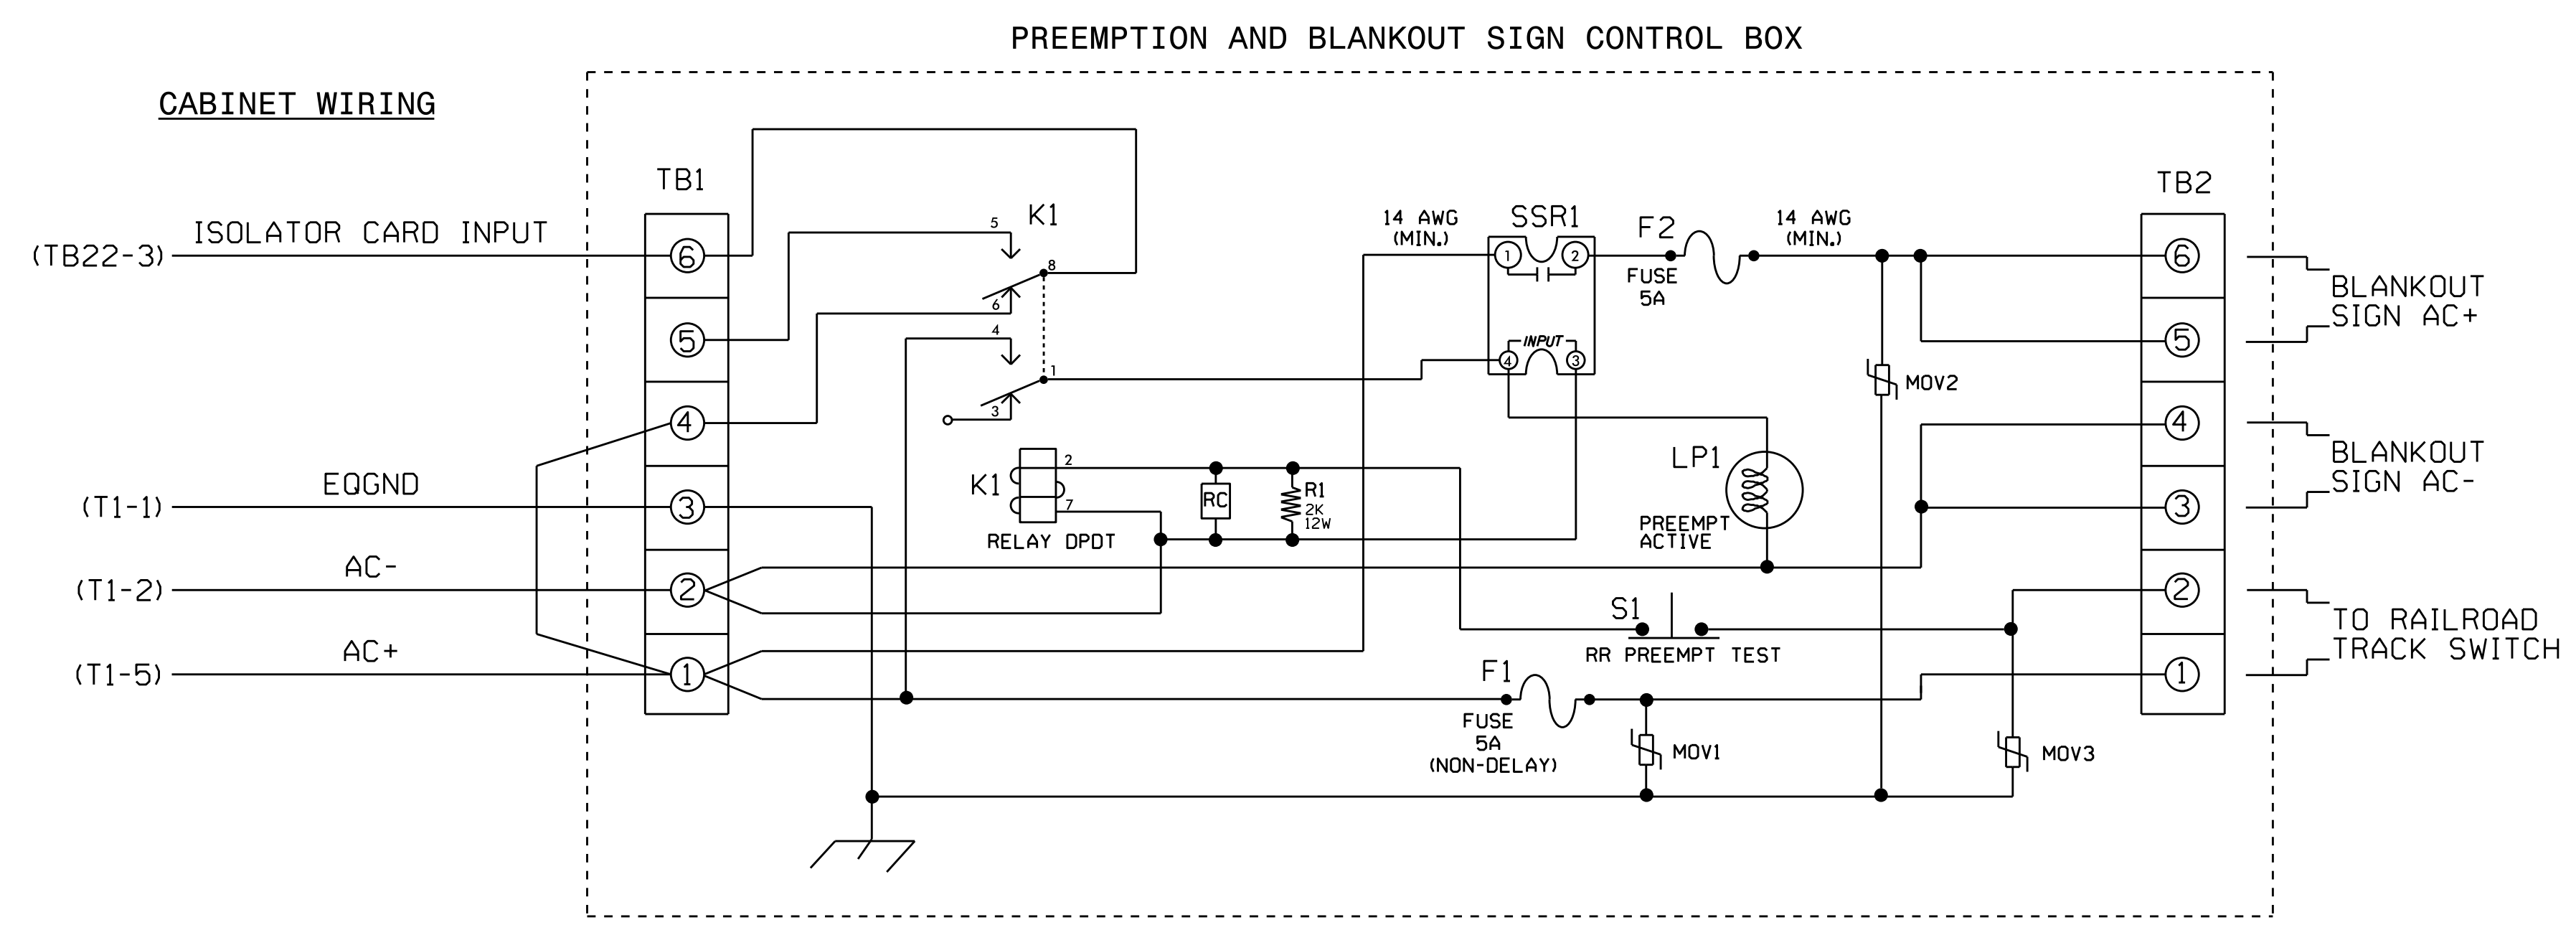 PREEMPTION AND BLANKOUT SIGN CONTROL BOX
CABINET WIRING
TB1
TB2
(TB22-3)
ISOLATOR CARD INPUT
(T1-1)
EQGND
(T1-2)
AC-
(T1-5)
AC+
6
5
4
3
2
1
K1
5
8
6
4
1
3
K1
2
7
RELAY DPDT
RC
R1
2K
12W
14 AWG
(MIN.)
SSR1
1
2
INPUT
4
3
F2
FUSE
5A
14 AWG
(MIN.)
MOV2
LP1
PREEMPT
ACTIVE
S1
RR PREEMPT TEST
F1
FUSE
5A
(NON-DELAY)
MOV1
MOV3
6
5
4
3
2
1
BLANKOUT
SIGN AC+
BLANKOUT
SIGN AC-
TO RAILROAD
TRACK SWITCH